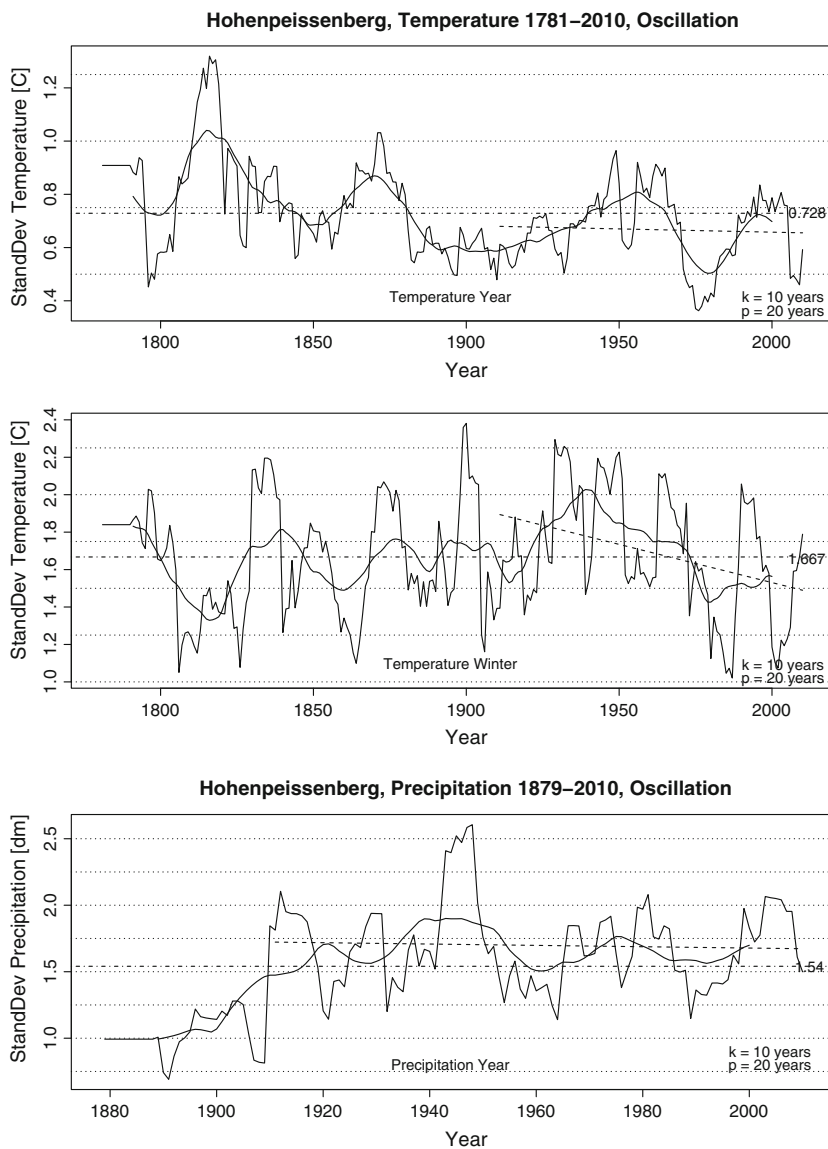 Hohenpeissenberg, Temperature 1781–2010, Oscillation
StandDev Temperature [C]
1.2
1.0
0.8
0.6
0.4
0.728
Temperature Year
k = 10 years
p = 20 years
1800 1850 1900 1950 2000
Year
StandDev Temperature [C]
2.4
2.2
2.0
1.8
1.6
1.4
1.2
1.0
1.667
Temperature Winter
k = 10 years
p = 20 years
1800 1850 1900 1950 2000
Year
Hohenpeissenberg, Precipitation 1879–2010, Oscillation
StandDev Precipitation [dm]
2.5
2.0
1.5
1.0
1.54
Precipitation Year
k = 10 years
p = 20 years
1880 1900 1920 1940 1960 1980 2000
Year